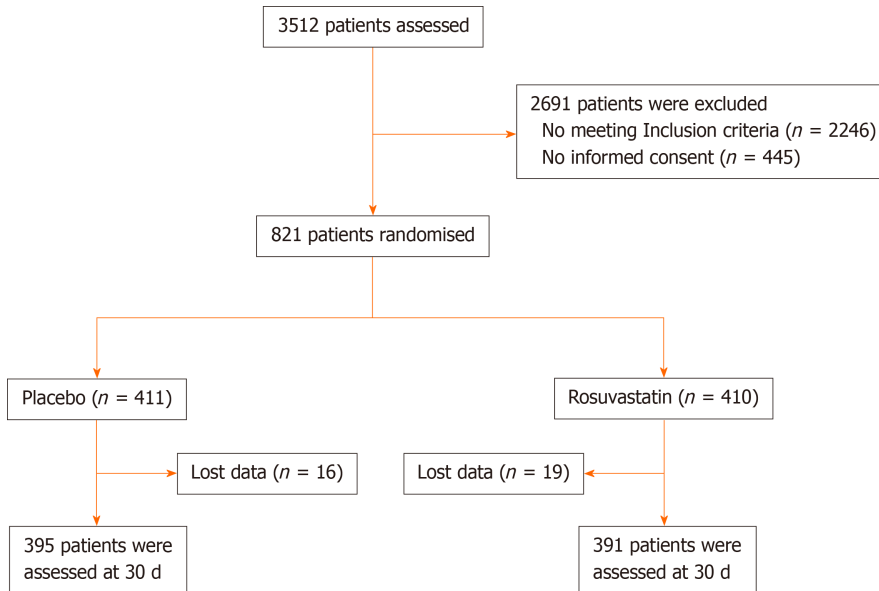 3512 patients assessed
2691 patients were excluded
No meeting Inclusion criteria (n = 2246)
No informed consent (n = 445)
821 patients randomised
Placebo (n = 411)
Rosuvastatin (n = 410)
Lost data (n = 16)
Lost data (n = 19)
395 patients were
assessed at 30 d
391 patients were
assessed at 30 d